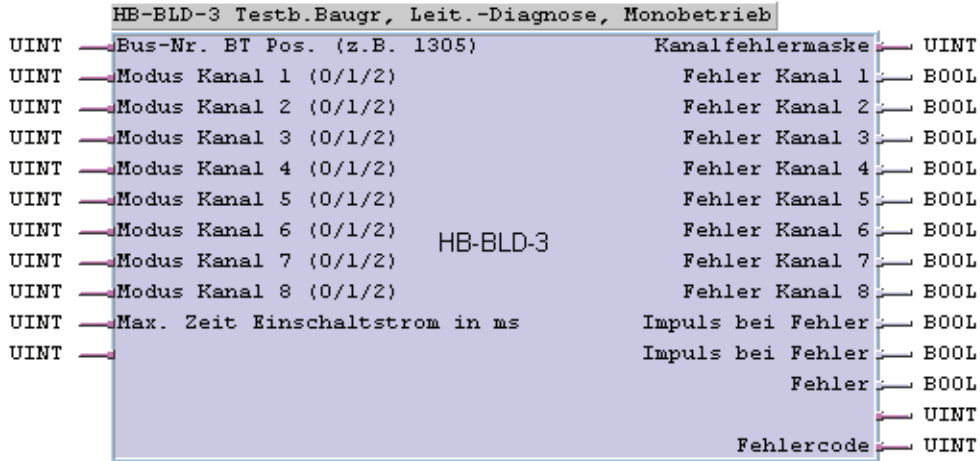 HB-BLD-3 Testb.Baugr, Leit.-Diagnose, Monobetrieb
UINT Bus-Nr. BT Pos. (z.B. 1305) Kanalfehlermaske UINT
UINT Modus Kanal 1 (0/1/2) Fehler Kanal 1 BOOL
UINT Modus Kanal 2 (0/1/2) Fehler Kanal 2 BOOL
UINT Modus Kanal 3 (0/1/2) Fehler Kanal 3 BOOL
UINT Modus Kanal 4 (0/1/2) Fehler Kanal 4 BOOL
UINT Modus Kanal 5 (0/1/2) Fehler Kanal 5 BOOL
UINT Modus Kanal 6 (0/1/2) Fehler Kanal 6 BOOL
HB-BLD-3
UINT Modus Kanal 7 (0/1/2) Fehler Kanal 7 BOOL
UINT Modus Kanal 8 (0/1/2) Fehler Kanal 8 BOOL
UINT Max. Zeit Einschaltstrom in ms Impuls bei Fehler BOOL
UINT Impuls bei Fehler BOOL
Fehler BOOL
UINT
Fehlercode UINT